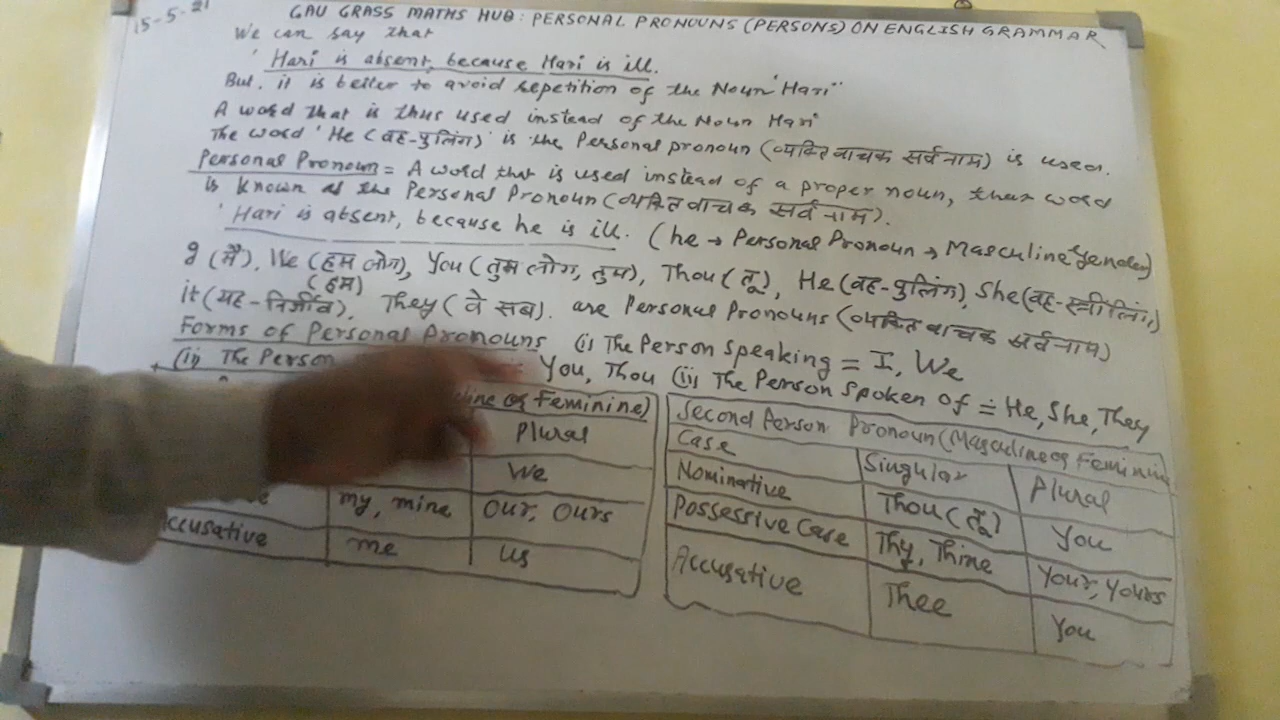 15-5-21
GAU GRASS MATHS HUB: PERSONAL PRONOUNS (PERSONS) ON ENGLISH GRAMMAR
We can say that
'Hari is absent, because Hari is ill.
But, it is better to avoid repetition of the Noun 'Hari"
A word that is thus used instead of the Noun Hari'
The word 'He (वह-पुलिंग)' is the Personal pronoun (व्यक्तिवाचक सर्वनाम) is used.
Personal Pronoun = A word that is used instead of a proper noun, that word
is known as the Personal Pronoun (व्यक्तिवाचक सर्वनाम).
'Hari is absent, because he is ill. (he → Personal Pronoun → Masculine Gender)
I (मैं), We (हम लोग), You (तुम लोग, तुम), Thou (तू), He (वह-पुलिंग), She (वह-स्त्रीलिंग)
(हम)
it (यह-निर्जीव), They (वे सब). are Personal Pronouns (व्यक्तिवाचक सर्वनाम)
Forms of Personal Pronouns (i) The Person Speaking = I, We
(ii) The Person You, Thou (iii) The Person Spoken of = He, She, They
Feminine)
Plural
We
my, mine our, ours
Accusative me us
Second Person Pronoun (Masculine or Feminine
Case Singular Plural
Nominative Thou (तू) You
Possessive Case Thy, Thine Your, Yours
Accusative Thee You